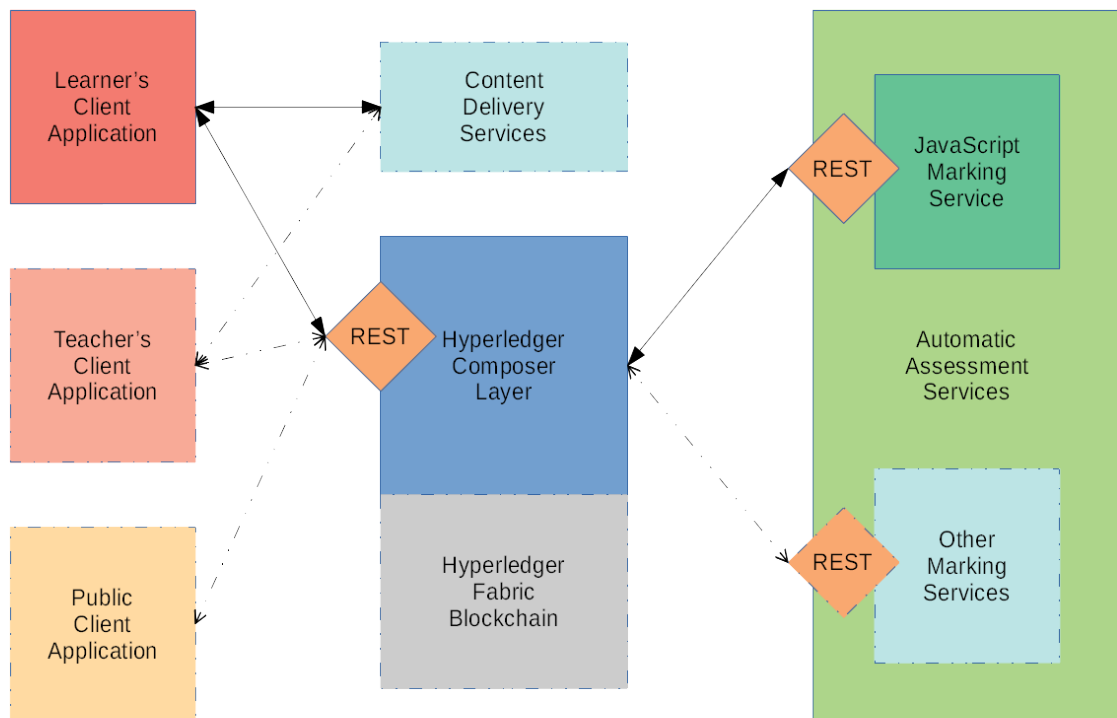 Learner’s
Client
Application
Content
Delivery
Services
REST
JavaScript
Marking
Service
Teacher’s
Client
Application
REST
Hyperledger
Composer
Layer
Automatic
Assessment
Services
Public
Client
Application
Hyperledger
Fabric
Blockchain
REST
Other
Marking
Services